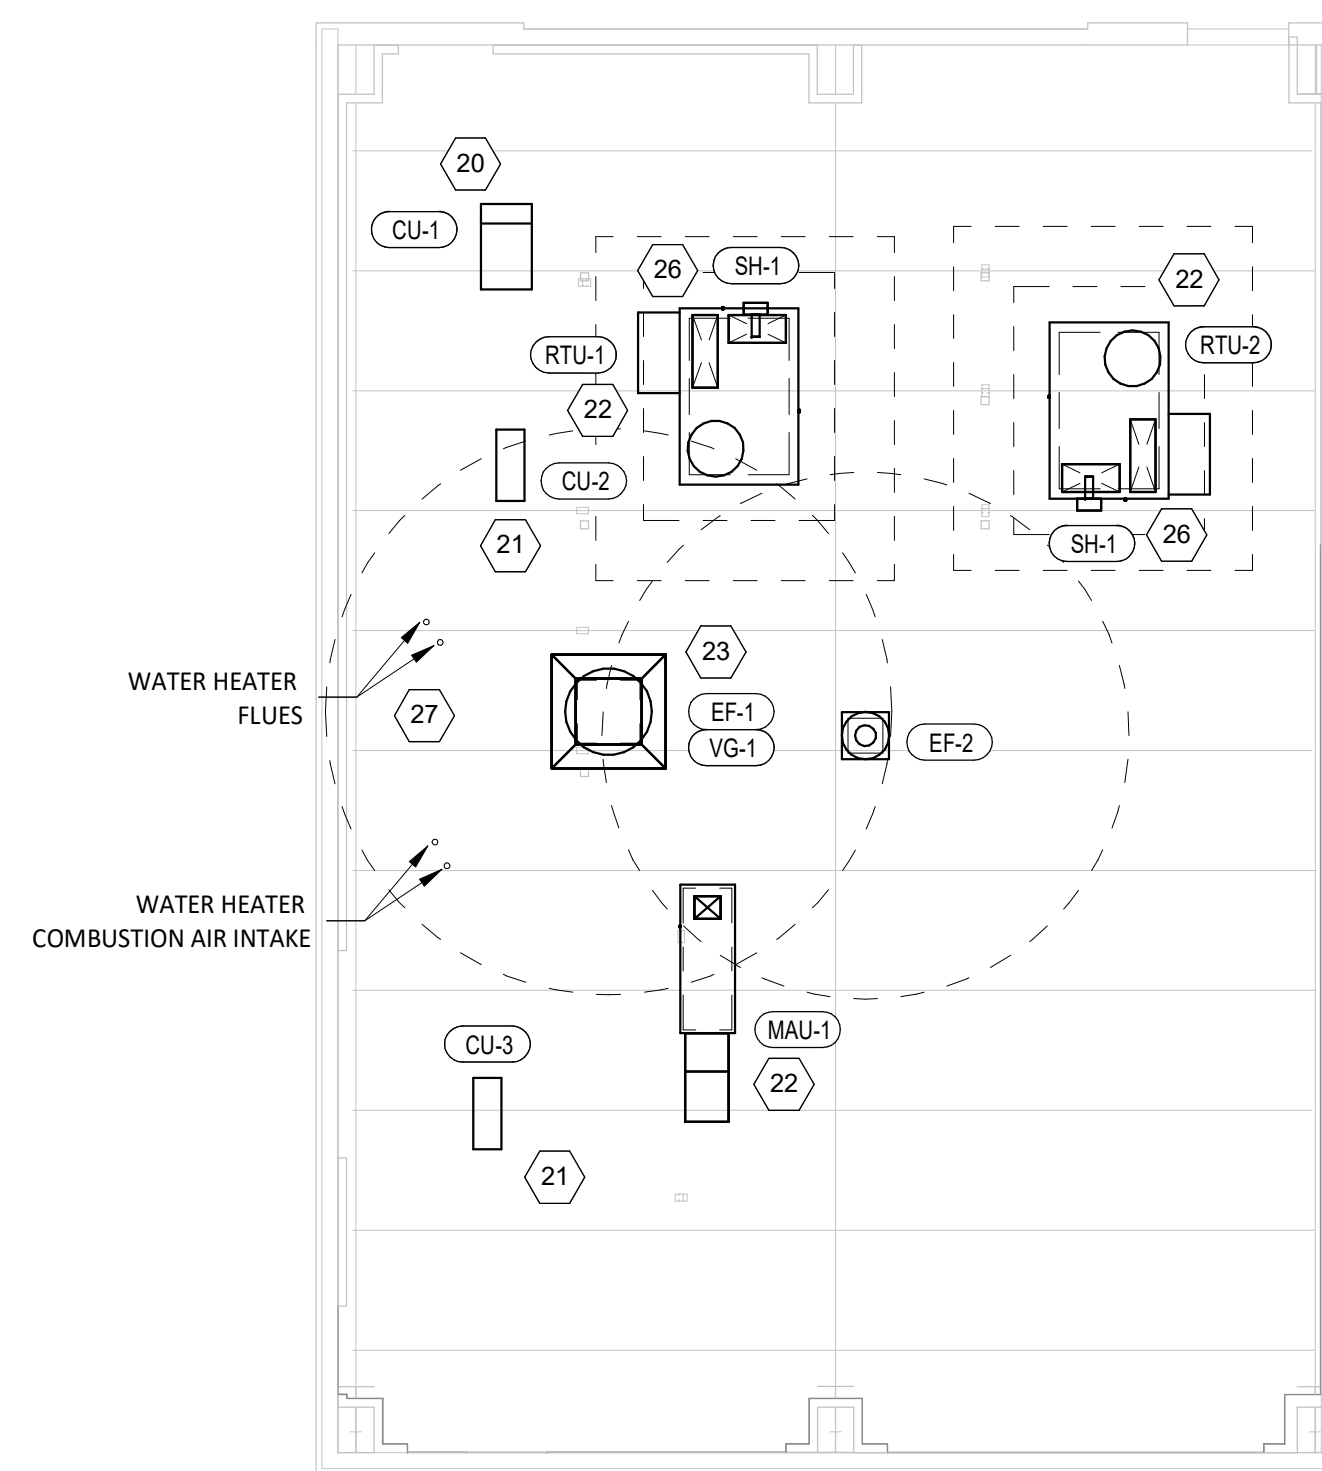 20
CU-1
26
SH-1
22
RTU-1
RTU-2
22
CU-2
21
SH-1
26
23
WATER HEATER
FLUES
27
EF-1
VG-1
EF-2
WATER HEATER
COMBUSTION AIR INTAKE
MAU-1
CU-3
22
21